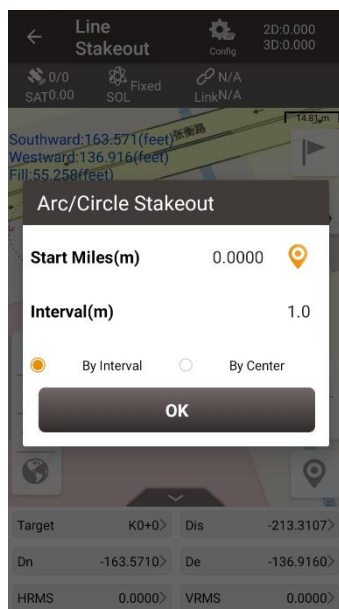 Line Stakeout
Config
2D:0.000
3D:0.000
0/0
SAT0.00
Fixed
SOL
N/A
LinkN/A
14.81m
张衡路
Southward:163.571(feet)
Westward:136.916(feet)
Fill:55.258(feet)
Arc/Circle Stakeout
Start Miles(m) 0.0000
Interval(m) 1.0
By Interval By Center
OK
Target K0+0> Dis -213.3107>
Dn -163.5710> De -136.9160>
HRMS 0.0000> VRMS 0.0000>